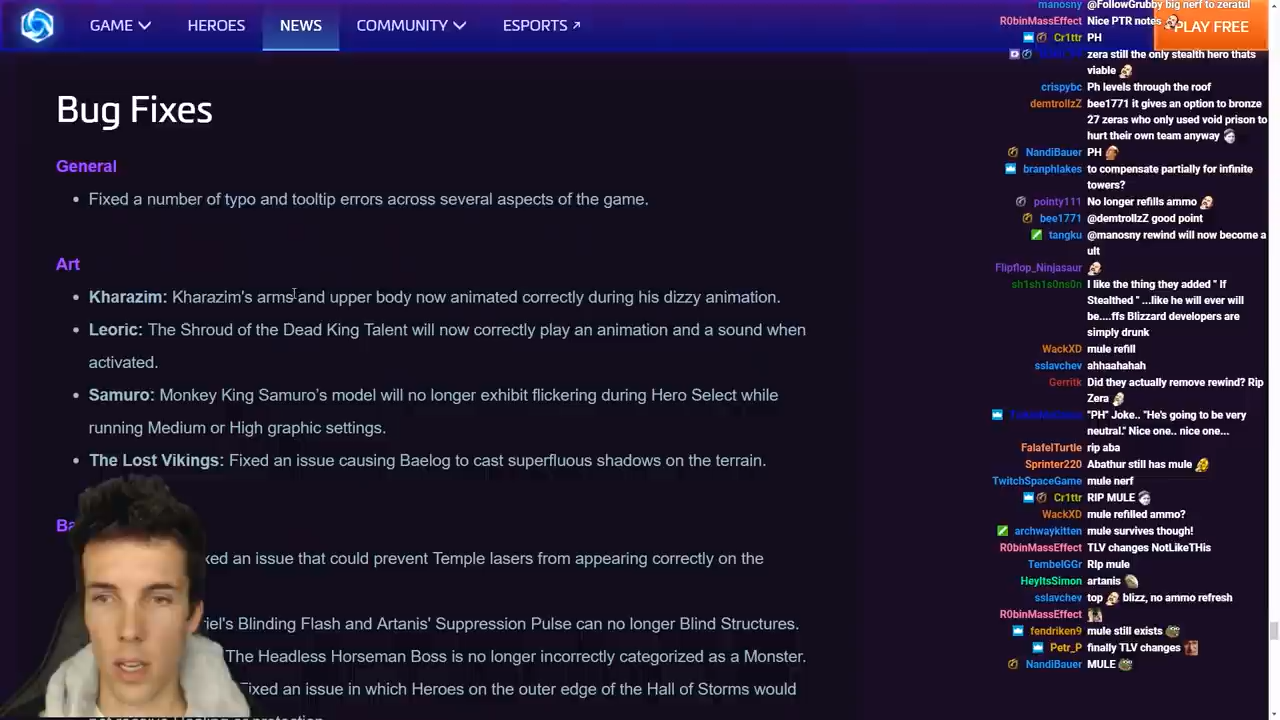 GAME HEROES NEWS COMMUNITY ESPORTS
PLAY FREE
Bug Fixes
General
Fixed a number of typo and tooltip errors across several aspects of the game.
Art
Kharazim: Kharazim's arms and upper body now animated correctly during his dizzy animation.
Leoric: The Shroud of the Dead King Talent will now correctly play an animation and a sound when
activated.
Samuro: Monkey King Samuro's model will no longer exhibit flickering during Hero Select while
running Medium or High graphic settings.
The Lost Vikings: Fixed an issue causing Baelog to cast superfluous shadows on the terrain.
Ba
xed an issue that could prevent Temple lasers from appearing correctly on the
riel's Blinding Flash and Artanis' Suppression Pulse can no longer Blind Structures.
The Headless Horseman Boss is no longer incorrectly categorized as a Monster.
Fixed an issue in which Heroes on the outer edge of the Hall of Storms would
manosny @FollowGrubby big nerf to zeratul
R0binMassEffect Nice PTR notes
Cr1ttr PH
zera still the only stealth hero thats
viable
crispybc Ph levels through the roof
demtrollzZ bee1771 it gives an option to bronze
27 zeras who only used void prison to
hurt their own team anyway
NandiBauer PH
branphlakes to compensate partially for infinite
towers?
pointy111 No longer refills ammo
bee1771 @demtrollzZ good point
tangku @manosny rewind will now become a
ult
Flipflop_Ninjasaur
sh1sh1s0ns0n I like the thing they added " If
Stealthed " ...like he will ever will
be....ffs Blizzard developers are
simply drunk
WackXD mule refill
sslavchev ahhaahahah
Gerritk Did they actually remove rewind? Rip
Zera
"PH" Joke.. "He's going to be very
neutral." Nice one.. nice one...
FalafelTurtle rip aba
Sprinter220 Abathur still has mule
TwitchSpaceGame mule nerf
Cr1ttr RIP MULE
WackXD mule refilled ammo?
archwaykitten mule survives though!
R0binMassEffect TLV changes NotLikeTHis
TembelGGr RIp mule
HeyItsSimon artanis
sslavchev top blizz, no ammo refresh
R0binMassEffect
fendriken9 mule still exists
Petr_P finally TLV changes
NandiBauer MULE